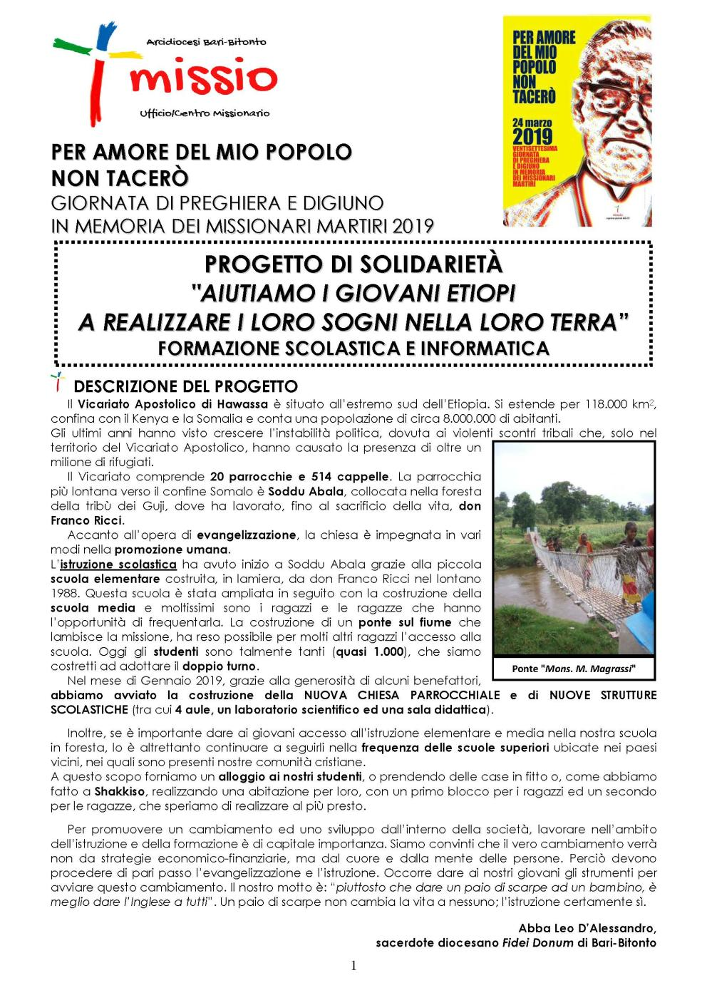 Arcidiocesi Bari-Bitonto
missio
Ufficio/Centro Missionario
PER AMORE
DEL MIO
POPOLO
NON
TACERÒ
24 marzo
2019
VENTISETTESIMA
GIORNATA
DI PREGHIERA
E DIGIUNO
IN MEMORIA
DEI MISSIONARI
MARTIRI
missio
PER AMORE DEL MIO POPOLO
NON TACERÒ
GIORNATA DI PREGHIERA E DIGIUNO
IN MEMORIA DEI MISSIONARI MARTIRI 2019
PROGETTO DI SOLIDARIETÀ
"AIUTIAMO I GIOVANI ETIOPI
A REALIZZARE I LORO SOGNI NELLA LORO TERRA”
FORMAZIONE SCOLASTICA E INFORMATICA
DESCRIZIONE DEL PROGETTO
Il Vicariato Apostolico di Hawassa è situato all’estremo sud dell’Etiopia. Si estende per 118.000 km²,
confina con il Kenya e la Somalia e conta una popolazione di circa 8.000.000 di abitanti.
Gli ultimi anni hanno visto crescere l’instabilità politica, dovuta ai violenti scontri tribali che, solo nel
territorio del Vicariato Apostolico, hanno causato la presenza di oltre un
milione di rifugiati.
Il Vicariato comprende 20 parrocchie e 514 cappelle. La parrocchia
più lontana verso il confine Somalo è Soddu Abala, collocata nella foresta
della tribù dei Guji, dove ha lavorato, fino al sacrificio della vita, don
Franco Ricci.
Accanto all’opera di evangelizzazione, la chiesa è impegnata in vari
modi nella promozione umana.
L’istruzione scolastica ha avuto inizio a Soddu Abala grazie alla piccola
scuola elementare costruita, in lamiera, da don Franco Ricci nel lontano
1988. Questa scuola è stata ampliata in seguito con la costruzione della
scuola media e moltissimi sono i ragazzi e le ragazze che hanno
l’opportunità di frequentarla. La costruzione di un ponte sul fiume che
lambisce la missione, ha reso possibile per molti altri ragazzi l’accesso alla
scuola. Oggi gli studenti sono talmente tanti (quasi 1.000), che siamo
costretti ad adottare il doppio turno.
Ponte "Mons. M. Magrassi"
Nel mese di Gennaio 2019, grazie alla generosità di alcuni benefattori,
abbiamo avviato la costruzione della NUOVA CHIESA PARROCCHIALE e di NUOVE STRUTTURE
SCOLASTICHE (tra cui 4 aule, un laboratorio scientifico ed una sala didattica).
Inoltre, se è importante dare ai giovani accesso all’istruzione elementare e media nella nostra scuola
in foresta, lo è altrettanto continuare a seguirli nella frequenza delle scuole superiori ubicate nei paesi
vicini, nei quali sono presenti nostre comunità cristiane.
A questo scopo forniamo un alloggio ai nostri studenti, o prendendo delle case in fitto o, come abbiamo
fatto a Shakkiso, realizzando una abitazione per loro, con un primo blocco per i ragazzi ed un secondo
per le ragazze, che speriamo di realizzare al più presto.
Per promuovere un cambiamento ed uno sviluppo dall’interno della società, lavorare nell’ambito
dell’istruzione e della formazione è di capitale importanza. Siamo convinti che il vero cambiamento verrà
non da strategie economico-finanziarie, ma dal cuore e dalla mente delle persone. Perciò devono
procedere di pari passo l’evangelizzazione e l’istruzione. Occorre dare ai nostri giovani gli strumenti per
avviare questo cambiamento. Il nostro motto è: “piuttosto che dare un paio di scarpe ad un bambino, è
meglio dare l’Inglese a tutti”. Un paio di scarpe non cambia la vita a nessuno; l’istruzione certamente sì.
Abba Leo D’Alessandro,
sacerdote diocesano Fidei Donum di Bari-Bitonto
1